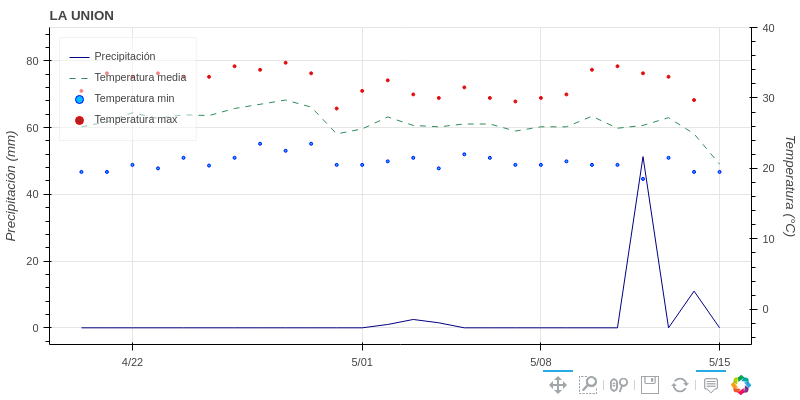 LA UNION
Precipitación
Temperatura media
Temperatura min
Temperatura max
Precipitación (mm)
80
60
40
20
0
Temperatura (°C)
40
30
20
10
0
4/22
5/01
5/08
5/15